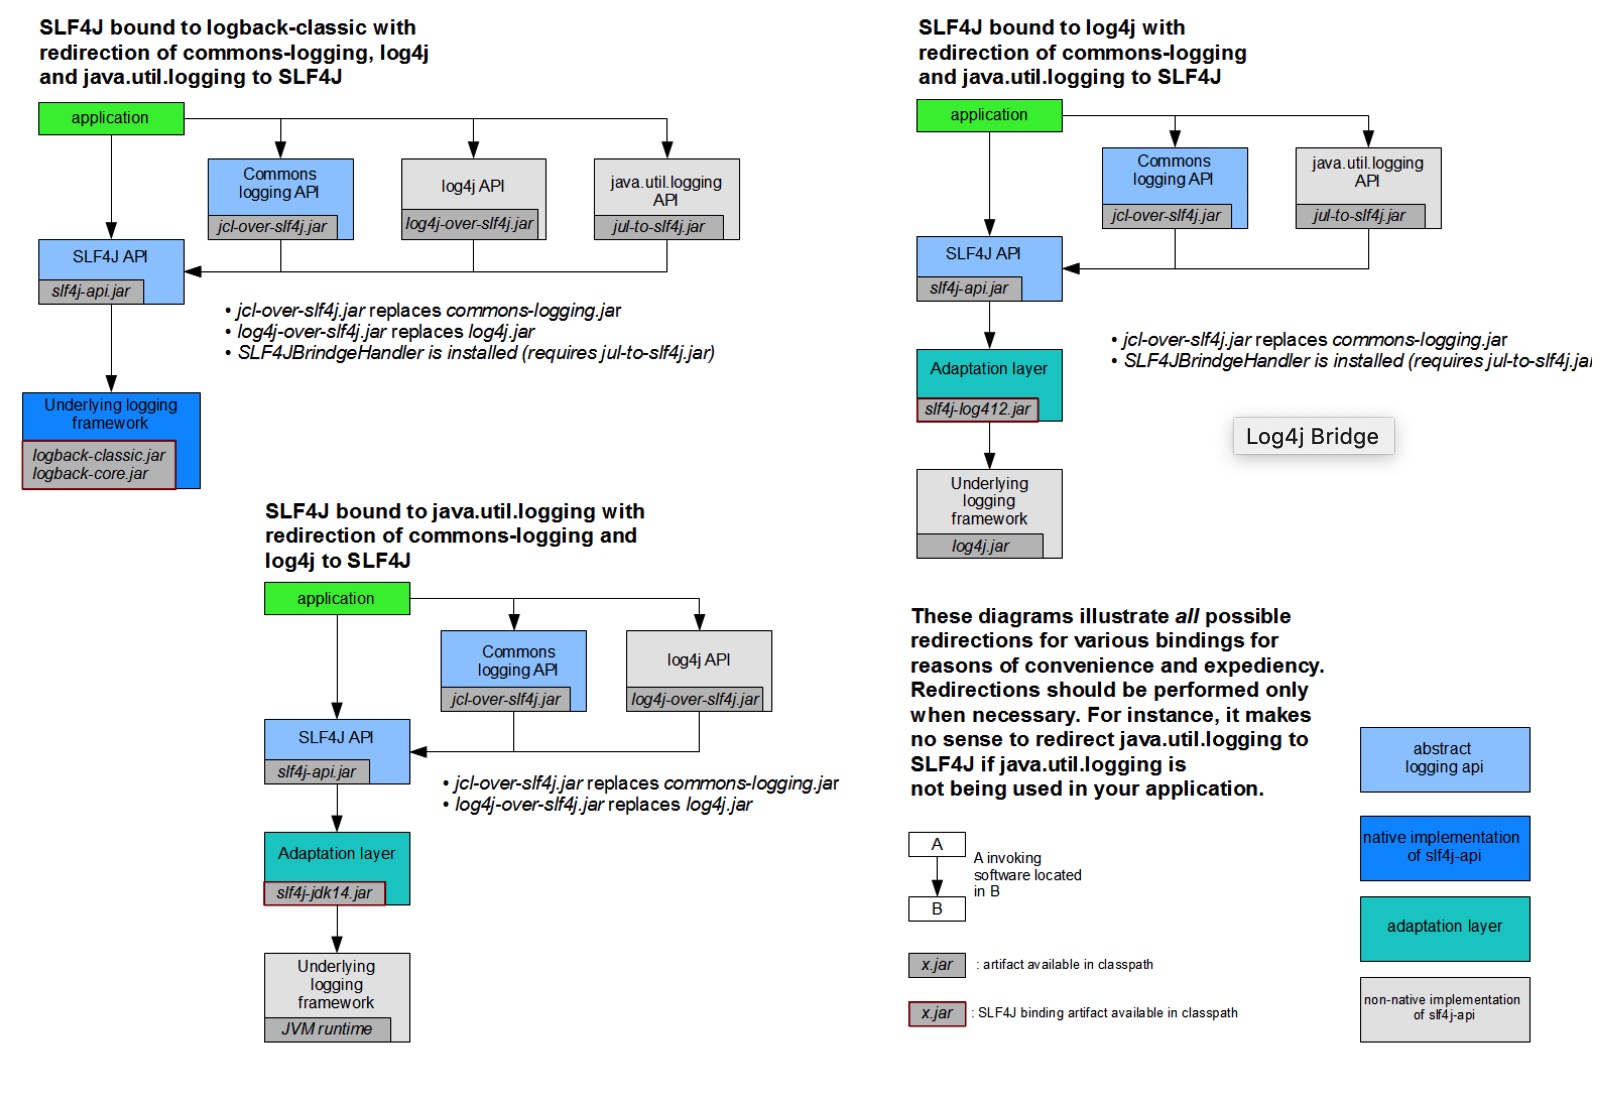 SLF4J bound to logback-classic with
redirection of commons-logging, log4j
and java.util.logging to SLF4J
application
Commons
logging API
jcl-over-slf4j.jar
log4j API
log4j-over-slf4j.jar
java.util.logging
API
jul-to-slf4j.jar
SLF4J API
slf4j-api.jar
• jcl-over-slf4j.jar replaces commons-logging.jar
• log4j-over-slf4j.jar replaces log4j.jar
• SLF4JBrindgeHandler is installed (requires jul-to-slf4j.jar)
Underlying logging
framework
logback-classic.jar
logback-core.jar
SLF4J bound to log4j with
redirection of commons-logging
and java.util.logging to SLF4J
application
Commons
logging API
jcl-over-slf4j.jar
java.util.logging
API
jul-to-slf4j.jar
SLF4J API
slf4j-api.jar
• jcl-over-slf4j.jar replaces commons-logging.jar
• SLF4JBrindgeHandler is installed (requires jul-to-slf4j.jar
Adaptation layer
slf4j-log412.jar
Log4j Bridge
Underlying
logging
framework
log4j.jar
SLF4J bound to java.util.logging with
redirection of commons-logging and
log4j to SLF4J
application
Commons
logging API
jcl-over-slf4j.jar
log4j API
log4j-over-slf4j.jar
SLF4J API
slf4j-api.jar
• jcl-over-slf4j.jar replaces commons-logging.jar
• log4j-over-slf4j.jar replaces log4j.jar
Adaptation layer
slf4j-jdk14.jar
Underlying
logging
framework
JVM runtime
These diagrams illustrate all possible
redirections for various bindings for
reasons of convenience and expediency.
Redirections should be performed only
when necessary. For instance, it makes
no sense to redirect java.util.logging to
SLF4J if java.util.logging is
not being used in your application.
A
A invoking
software located
in B
B
x.jar : artifact available in classpath
x.jar : SLF4J binding artifact available in classpath
abstract
logging api
native implementation
of slf4j-api
adaptation layer
non-native implementation
of slf4j-api